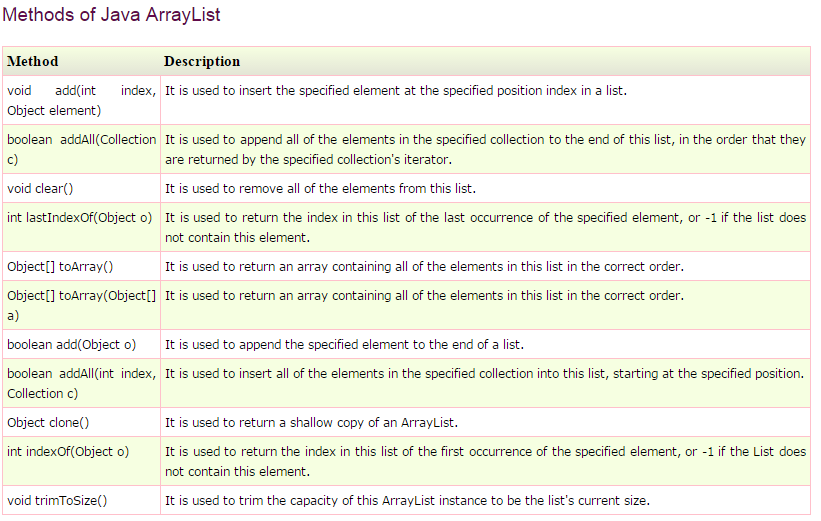 Methods of Java ArrayList
Method Description
void add(int index, It is used to insert the specified element at the specified position index in a list.
Object element)
boolean addAll(Collection It is used to append all of the elements in the specified collection to the end of this list, in the order that they
c) are returned by the specified collection's iterator.
void clear() It is used to remove all of the elements from this list.
int lastIndexOf(Object o) It is used to return the index in this list of the last occurrence of the specified element, or -1 if the list does
not contain this element.
Object[] toArray() It is used to return an array containing all of the elements in this list in the correct order.
Object[] toArray(Object[] It is used to return an array containing all of the elements in this list in the correct order.
a)
boolean add(Object o) It is used to append the specified element to the end of a list.
boolean addAll(int index, It is used to insert all of the elements in the specified collection into this list, starting at the specified position.
Collection c)
Object clone() It is used to return a shallow copy of an ArrayList.
int indexOf(Object o) It is used to return the index in this list of the first occurrence of the specified element, or -1 if the List does
not contain this element.
void trimToSize() It is used to trim the capacity of this ArrayList instance to be the list's current size.